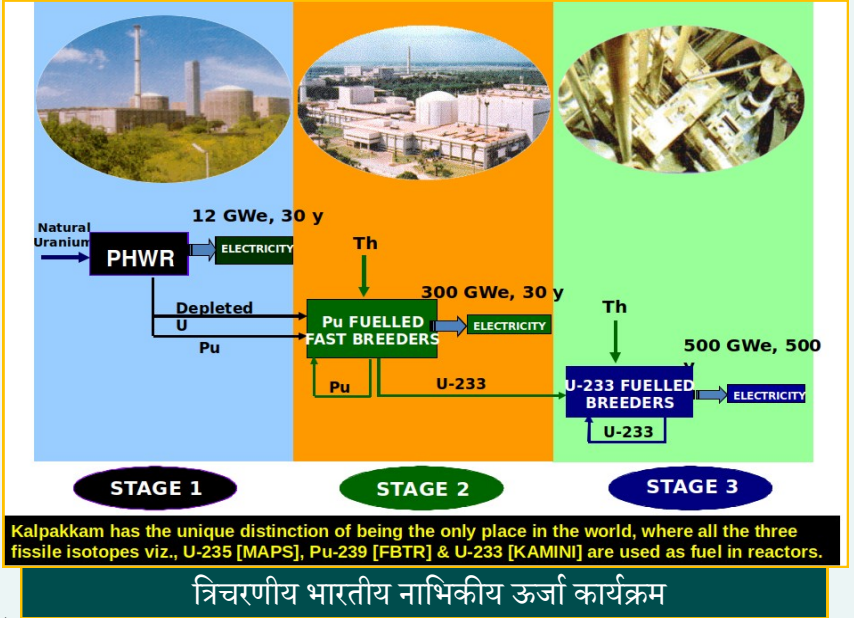 12 GWe, 30 y
Natural
Uranium
PHWR
ELECTRICITY
Th
Depleted
U
Pu
300 GWe, 30 y
Pu FUELLED
FAST BREEDERS
ELECTRICITY
Pu
U-233
Th
500 GWe, 500
y
U-233 FUELLED
BREEDERS
ELECTRICITY
U-233
STAGE 1
STAGE 2
STAGE 3
Kalpakkam has the unique distinction of being the only place in the world, where all the three
fissile isotopes viz., U-235 [MAPS], Pu-239 [FBTR] & U-233 [KAMINI] are used as fuel in reactors.
त्रिचरणीय भारतीय नाभिकीय ऊर्जा कार्यक्रम